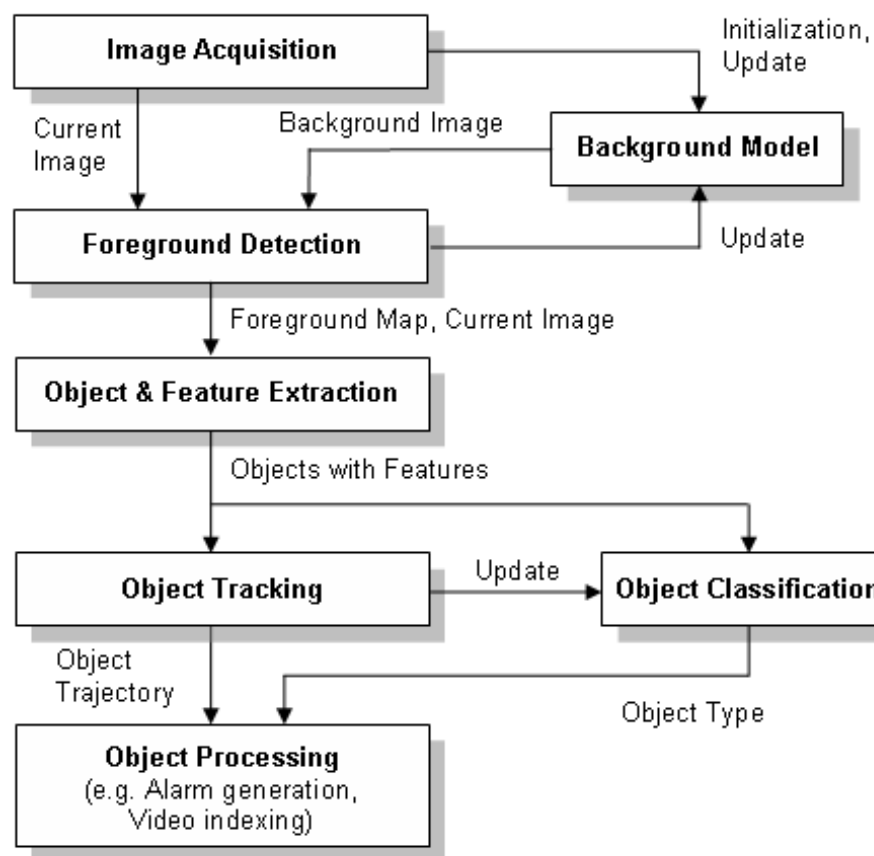 Image Acquisition
Initialization,
Update
Current
Image
Background Image
Background Model
Foreground Detection
Update
Foreground Map, Current Image
Object & Feature Extraction
Objects with Features
Object Tracking
Update
Object Classification
Object
Trajectory
Object Type
Object Processing
(e.g. Alarm generation,
Video indexing)